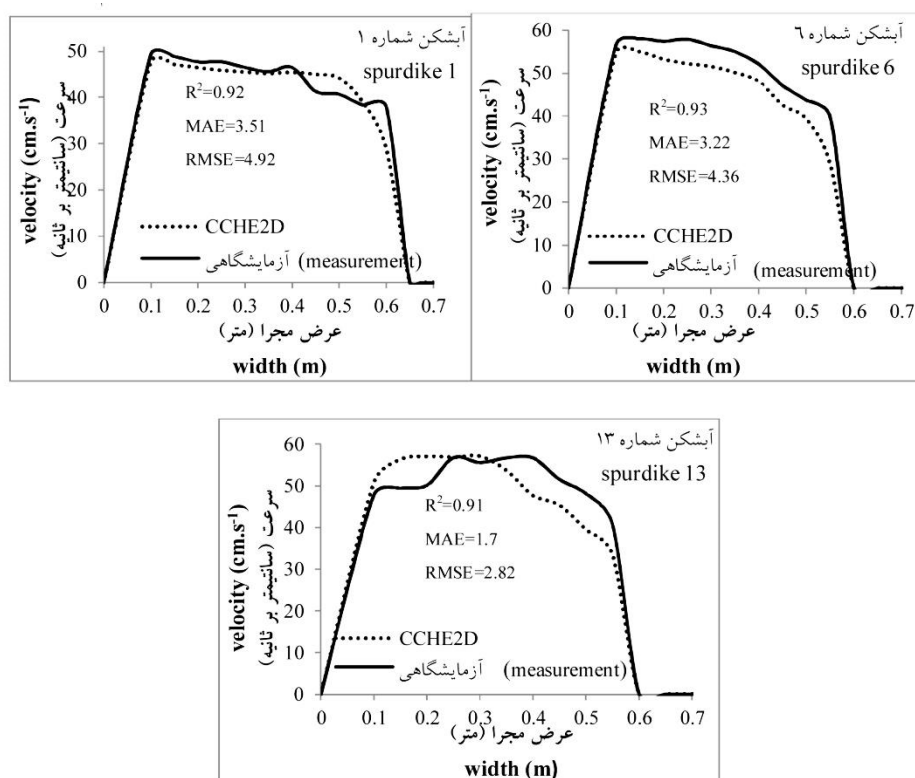 آبشکن شماره ۱
spurdike 1
velocity (cm.s⁻¹)
سرعت (سانتیمتر بر ثانیه)
50
40
30
20
10
0
R²=0.92
MAE=3.51
RMSE=4.92
CCHE2D
آزمایشگاهی (measurement)
0 0.1 0.2 0.3 0.4 0.5 0.6 0.7
عرض مجرا (متر)
width (m)
آبشکن شماره ٦
spurdike 6
velocity (cm.s⁻¹)
سرعت (سانتیمتر بر ثانیه)
60
50
40
30
20
10
0
R²=0.93
MAE=3.22
RMSE=4.36
CCHE2D
آزمایشگاهی (measurement)
0 0.1 0.2 0.3 0.4 0.5 0.6 0.7
عرض مجرا (متر)
width (m)
آبشکن شماره ۱۳
spurdike 13
velocity (cm.s⁻¹)
سرعت (سانتیمتر بر ثانیه)
60
50
40
30
20
10
0
R²=0.91
MAE=1.7
RMSE=2.82
CCHE2D
آزمایشگاهی (measurement)
0 0.1 0.2 0.3 0.4 0.5 0.6 0.7
عرض مجرا (متر)
width (m)